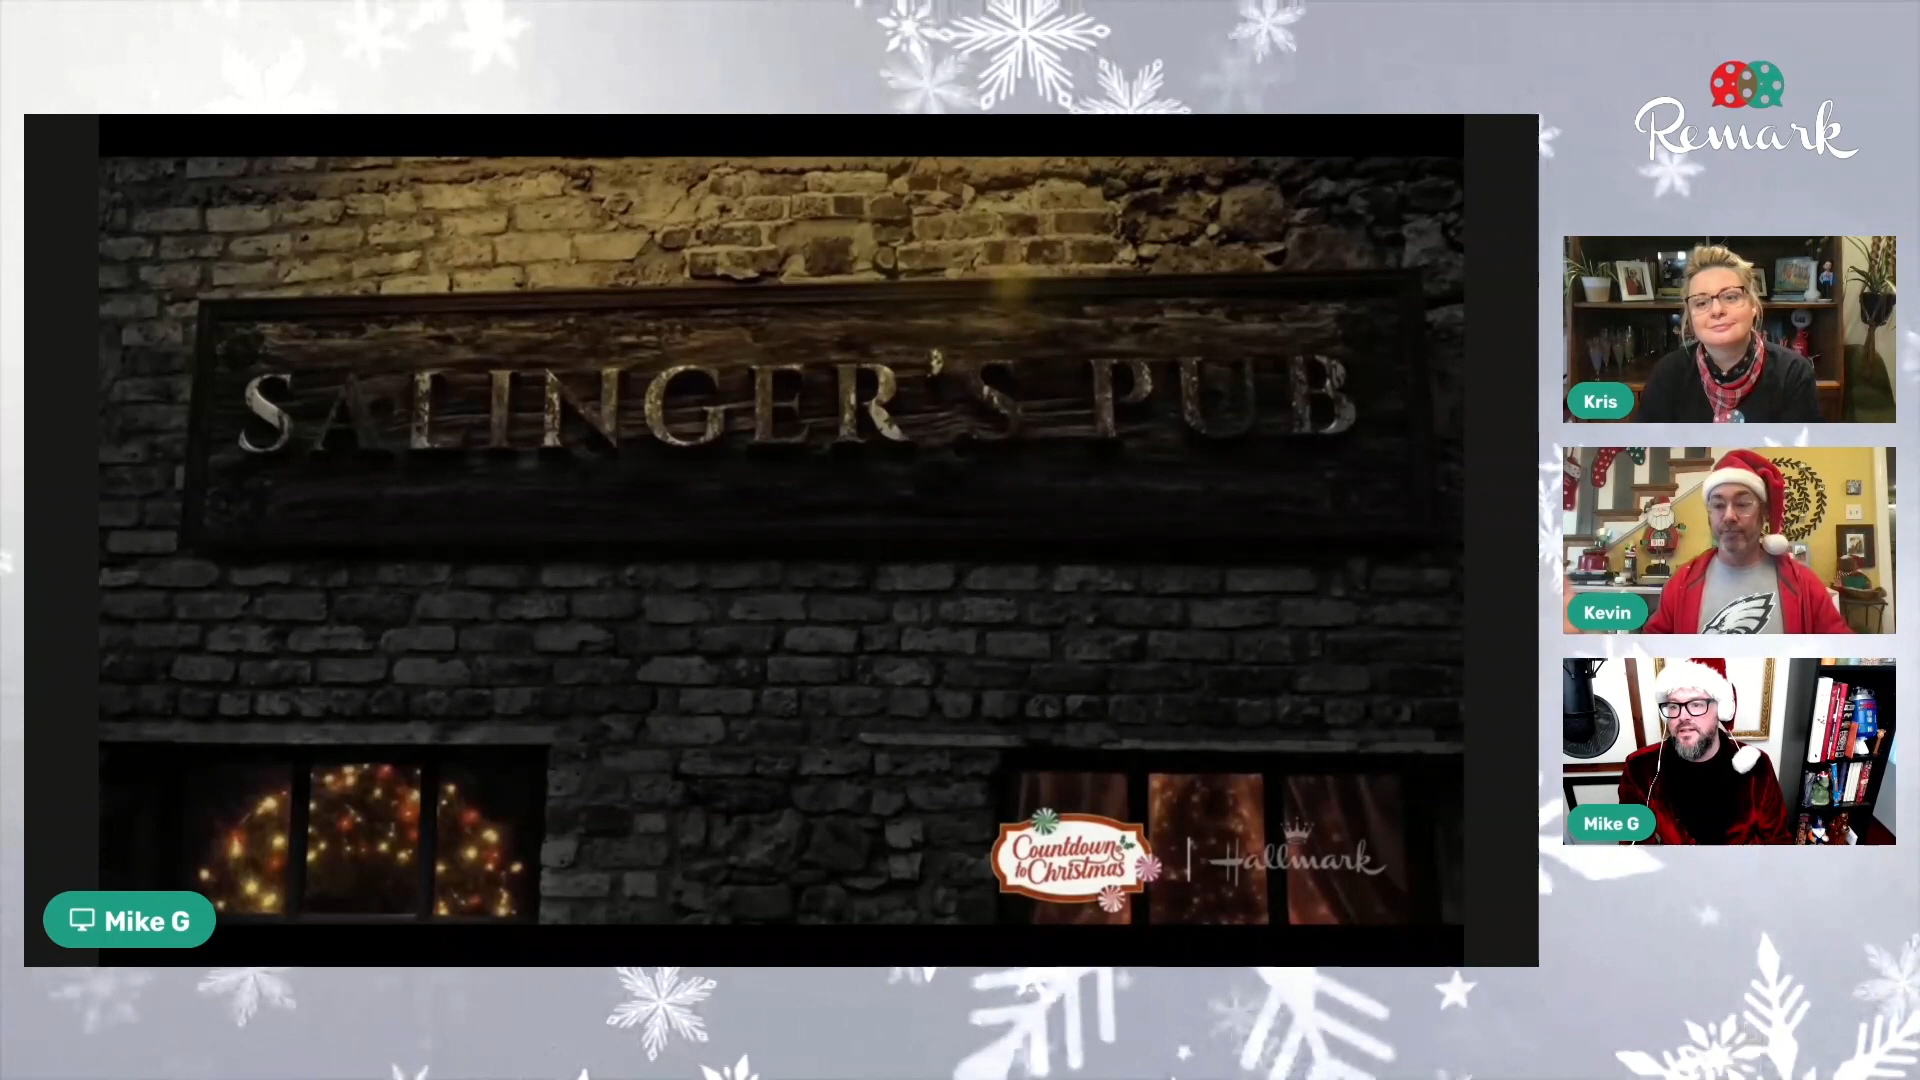 Remark
SALINGER'S PUB
Kris
Kevin
Mike G
Countdown
to Christmas
Hallmark
Mike G